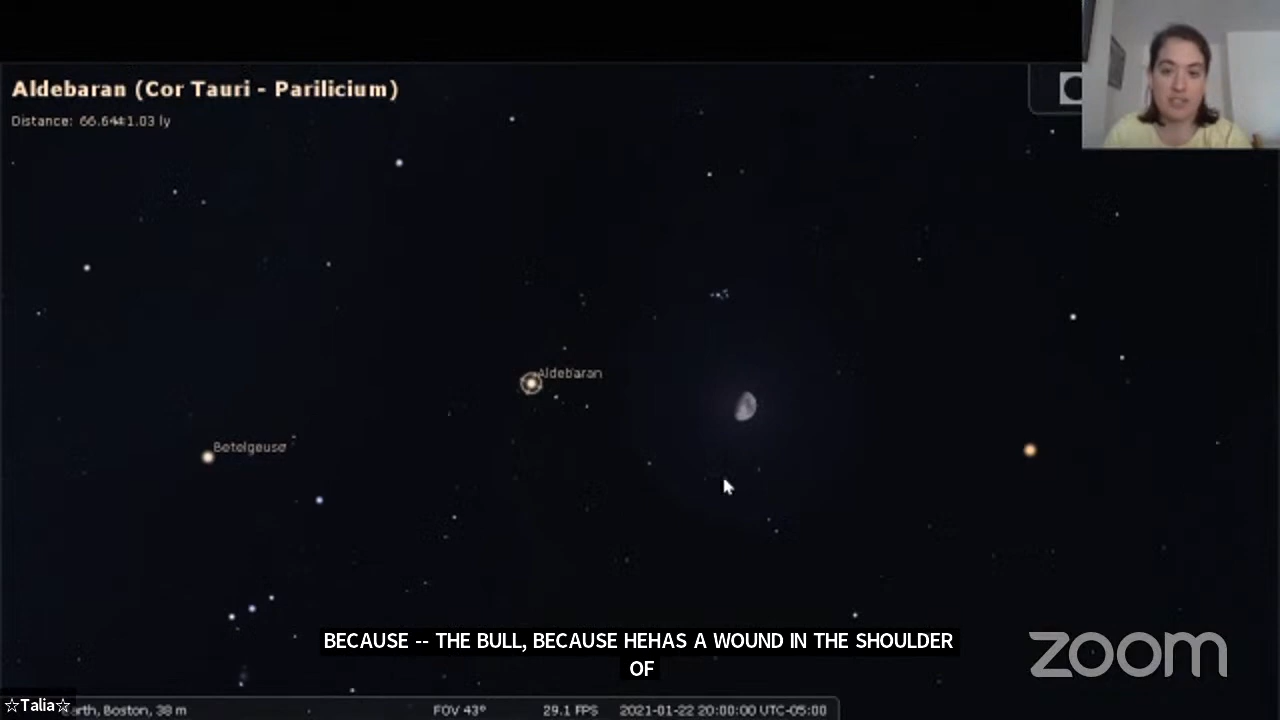 Aldebaran (Cor Tauri - Parilicium)
Distance: 66.64±1.03 ly
Aldebaran
Betelgeuse
BECAUSE -- THE BULL, BECAUSE HEHAS A WOUND IN THE SHOULDER
OF
zoom
☆Talia☆
Earth, Boston, 38 m FOV 43° 29.1 FPS 2021-01-22 20:00:00 UTC-05:00